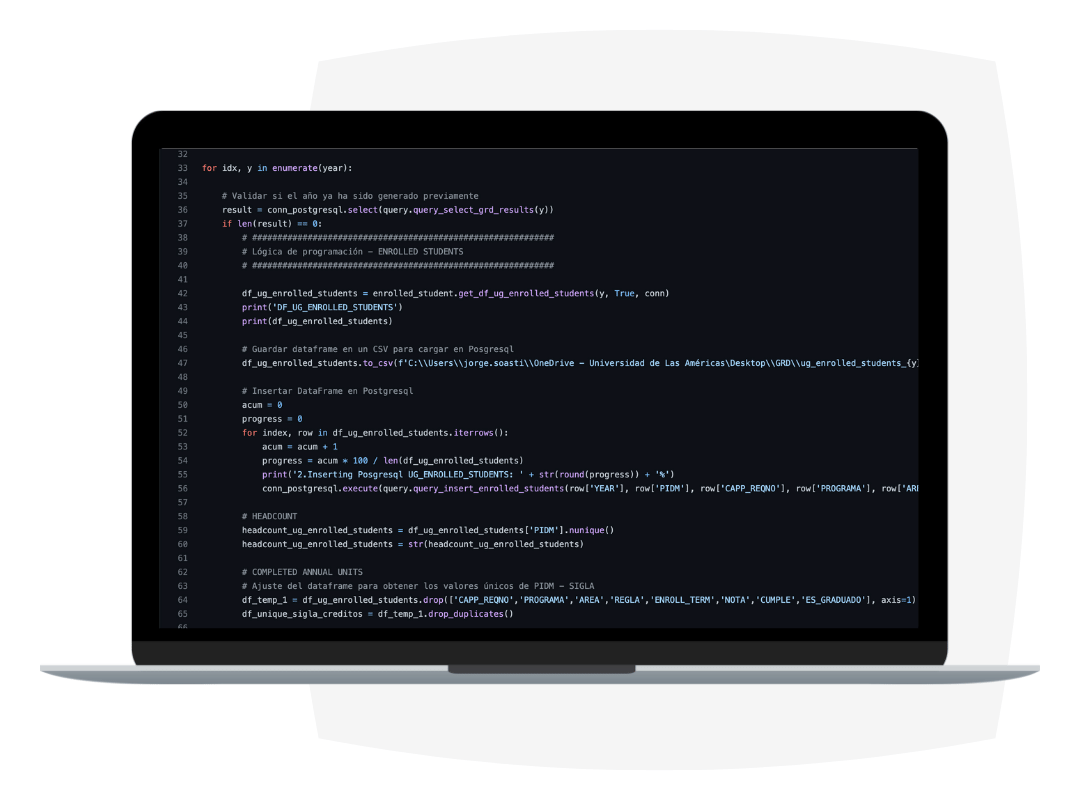 32
33 for idx, y in enumerate(year):
34
35 # Validar si el año ya ha sido generado previamente
36 result = conn_postgresql.select(query.query_select_grd_results(y))
37 if len(result) == 0:
38 # ############################################################
39 # Lógica de programación – ENROLLED STUDENTS
40 # ############################################################
41
42 df_ug_enrolled_students = enrolled_student.get_df_ug_enrolled_students(y, True, conn)
43 print('DF_UG_ENROLLED_STUDENTS')
44 print(df_ug_enrolled_students)
45
46 # Guardar dataframe en un CSV para cargar en Posgresql
47 df_ug_enrolled_students.to_csv(f'C:\\Users\\jorge.soasti\\OneDrive – Universidad de Las Américas\Desktop\\GRD\\ug_enrolled_students_{y}
48
49 # Insertar DataFrame en Postgresql
50 acum = 0
51 progress = 0
52 for index, row in df_ug_enrolled_students.iterrows():
53 acum = acum + 1
54 progress = acum * 100 / len(df_ug_enrolled_students)
55 print('2.Inserting Posgresql UG_ENROLLED_STUDENTS: ' + str(round(progress)) + '%')
56 conn_postgresql.execute(query.query_insert_enrolled_students(row['YEAR'], row['PIDM'], row['CAPP_REQNO'], row['PROGRAMA'], row['ARE
57
58 # HEADCOUNT
59 headcount_ug_enrolled_students = df_ug_enrolled_students['PIDM'].nunique()
60 headcount_ug_enrolled_students = str(headcount_ug_enrolled_students)
61
62 # COMPLETED ANNUAL UNITS
63 # Ajuste del dataframe para obtener los valores únicos de PIDM – SIGLA
64 df_temp_1 = df_ug_enrolled_students.drop(['CAPP_REQNO','PROGRAMA','AREA','REGLA','ENROLL_TERM','NOTA','CUMPLE','ES_GRADUADO'], axis=1)
65 df_unique_sigla_creditos = df_temp_1.drop_duplicates()
66